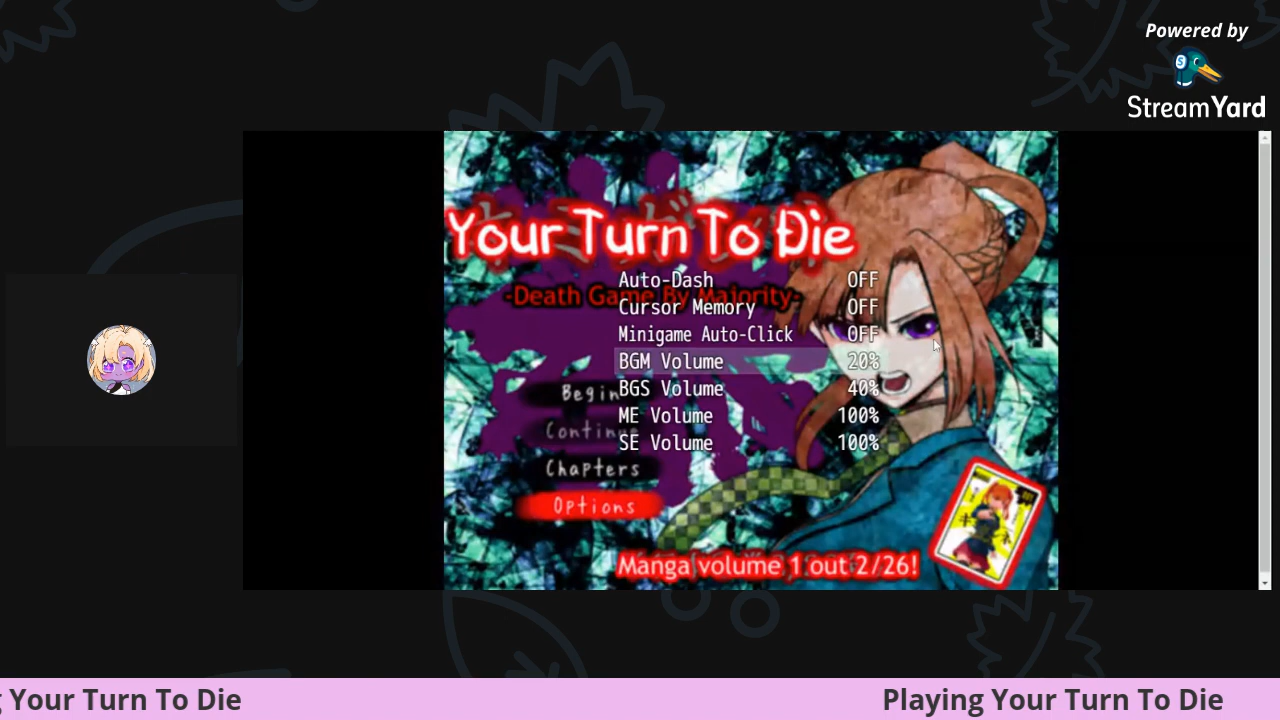 Powered by
StreamYard
Your Turn To Die
-Death Game By Majority-
Auto-Dash OFF
Cursor Memory OFF
Minigame Auto-Click OFF
BGM Volume 20%
BGS Volume 40%
ME Volume 100%
SE Volume 100%
Begin
Continue
Chapters
Options
Manga volume 1 out 2/26!
Your Turn To Die
Playing Your Turn To Die